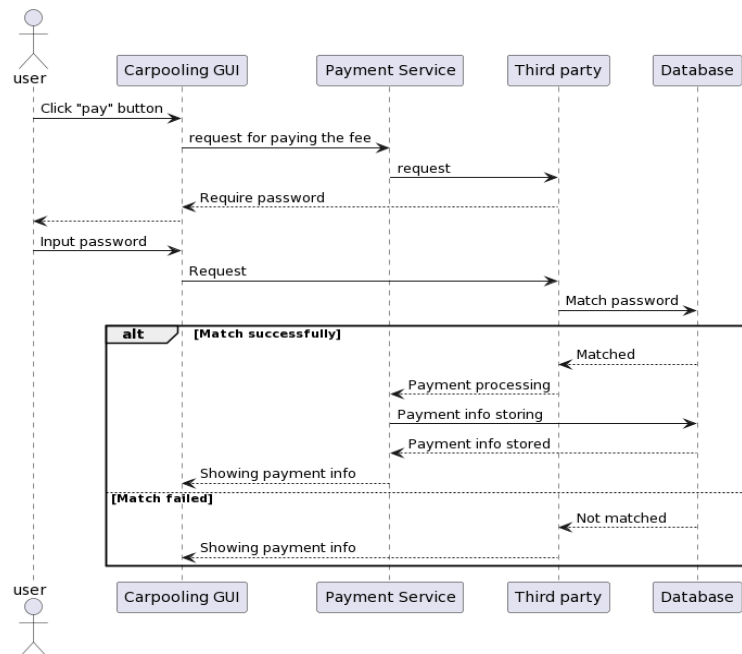 user
Carpooling GUI
Payment Service
Third party
Database
Click "pay" button
request for paying the fee
request
Require password
Input password
Request
Match password
alt
[Match successfully]
Matched
Payment processing
Payment info storing
Payment info stored
Showing payment info
[Match failed]
Not matched
Showing payment info
user
Carpooling GUI
Payment Service
Third party
Database